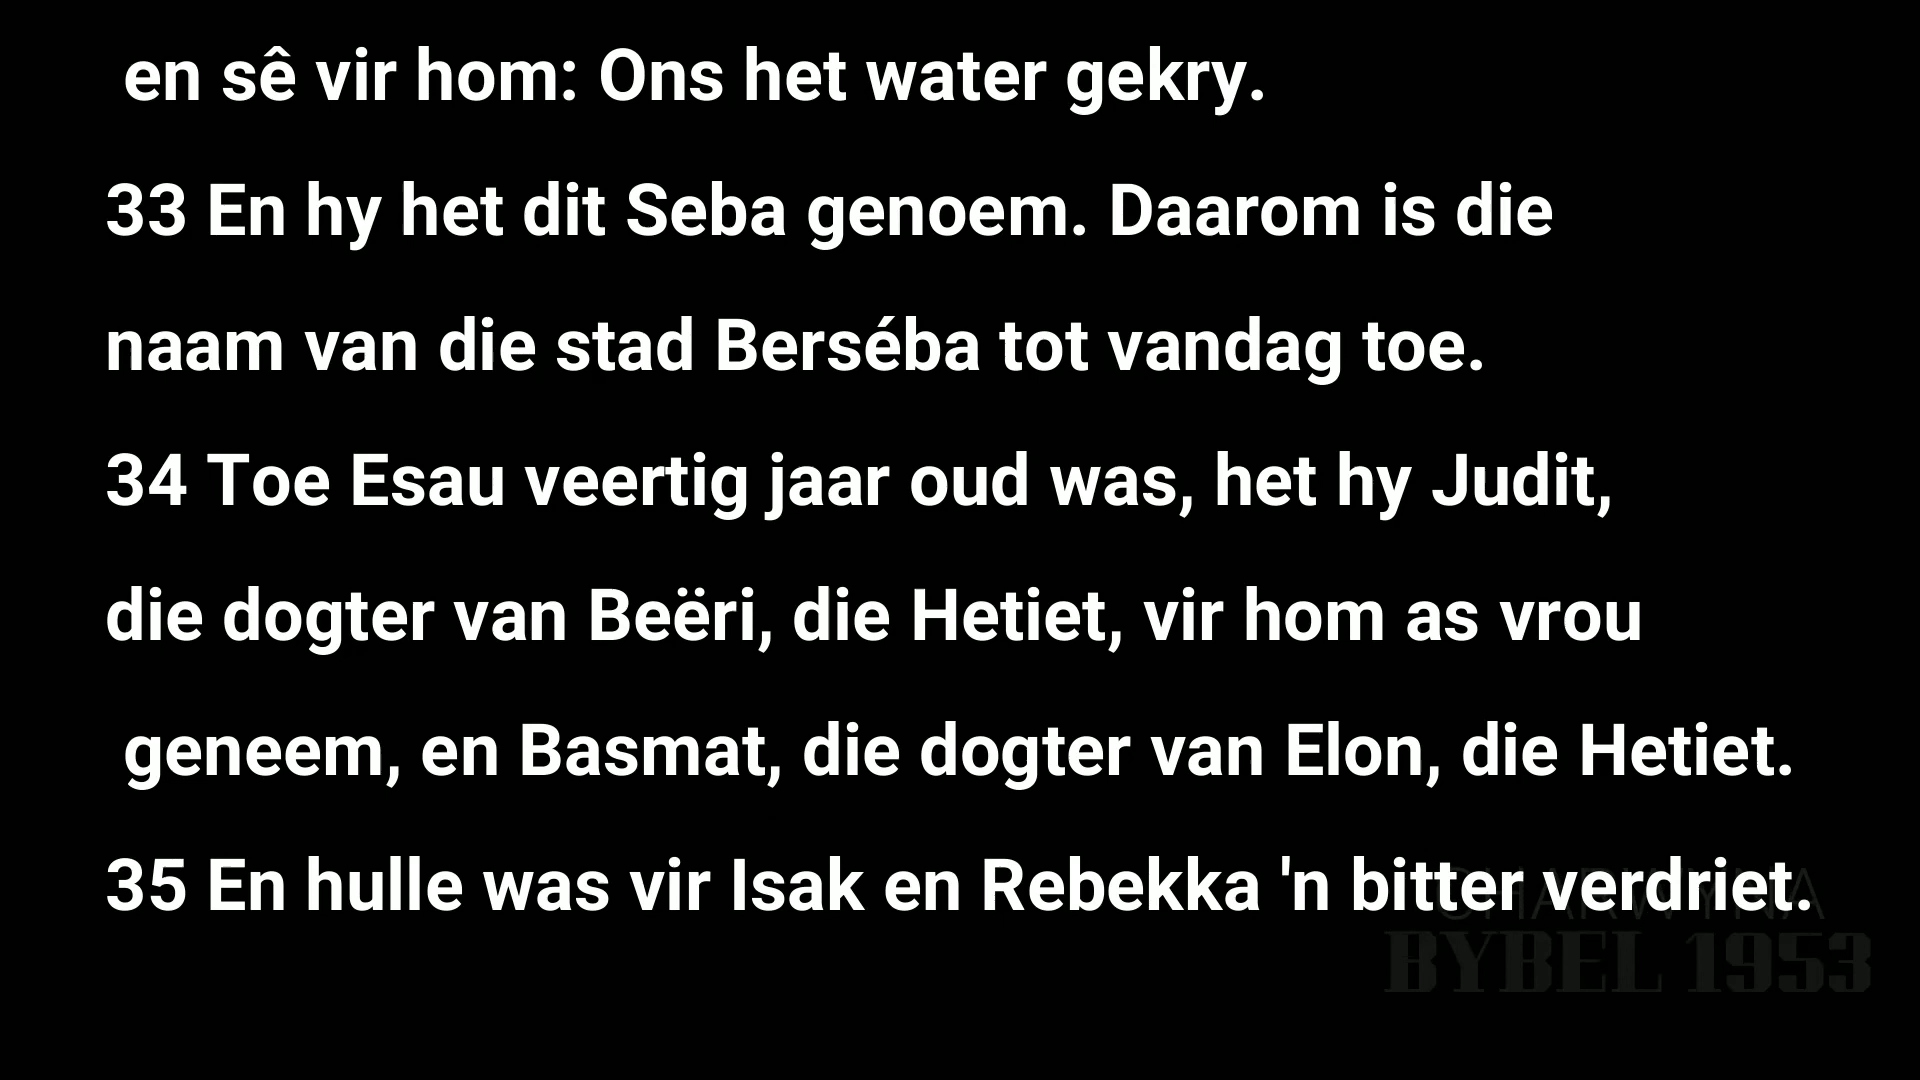 en sê vir hom: Ons het water gekry.
33 En hy het dit Seba genoem. Daarom is die
naam van die stad Berséba tot vandag toe.
34 Toe Esau veertig jaar oud was, het hy Judit,
die dogter van Beëri, die Hetiet, vir hom as vrou
geneem, en Basmat, die dogter van Elon, die Hetiet.
35 En hulle was vir Isak en Rebekka 'n bitter verdriet.
CHARWYNA
BYBEL 1953